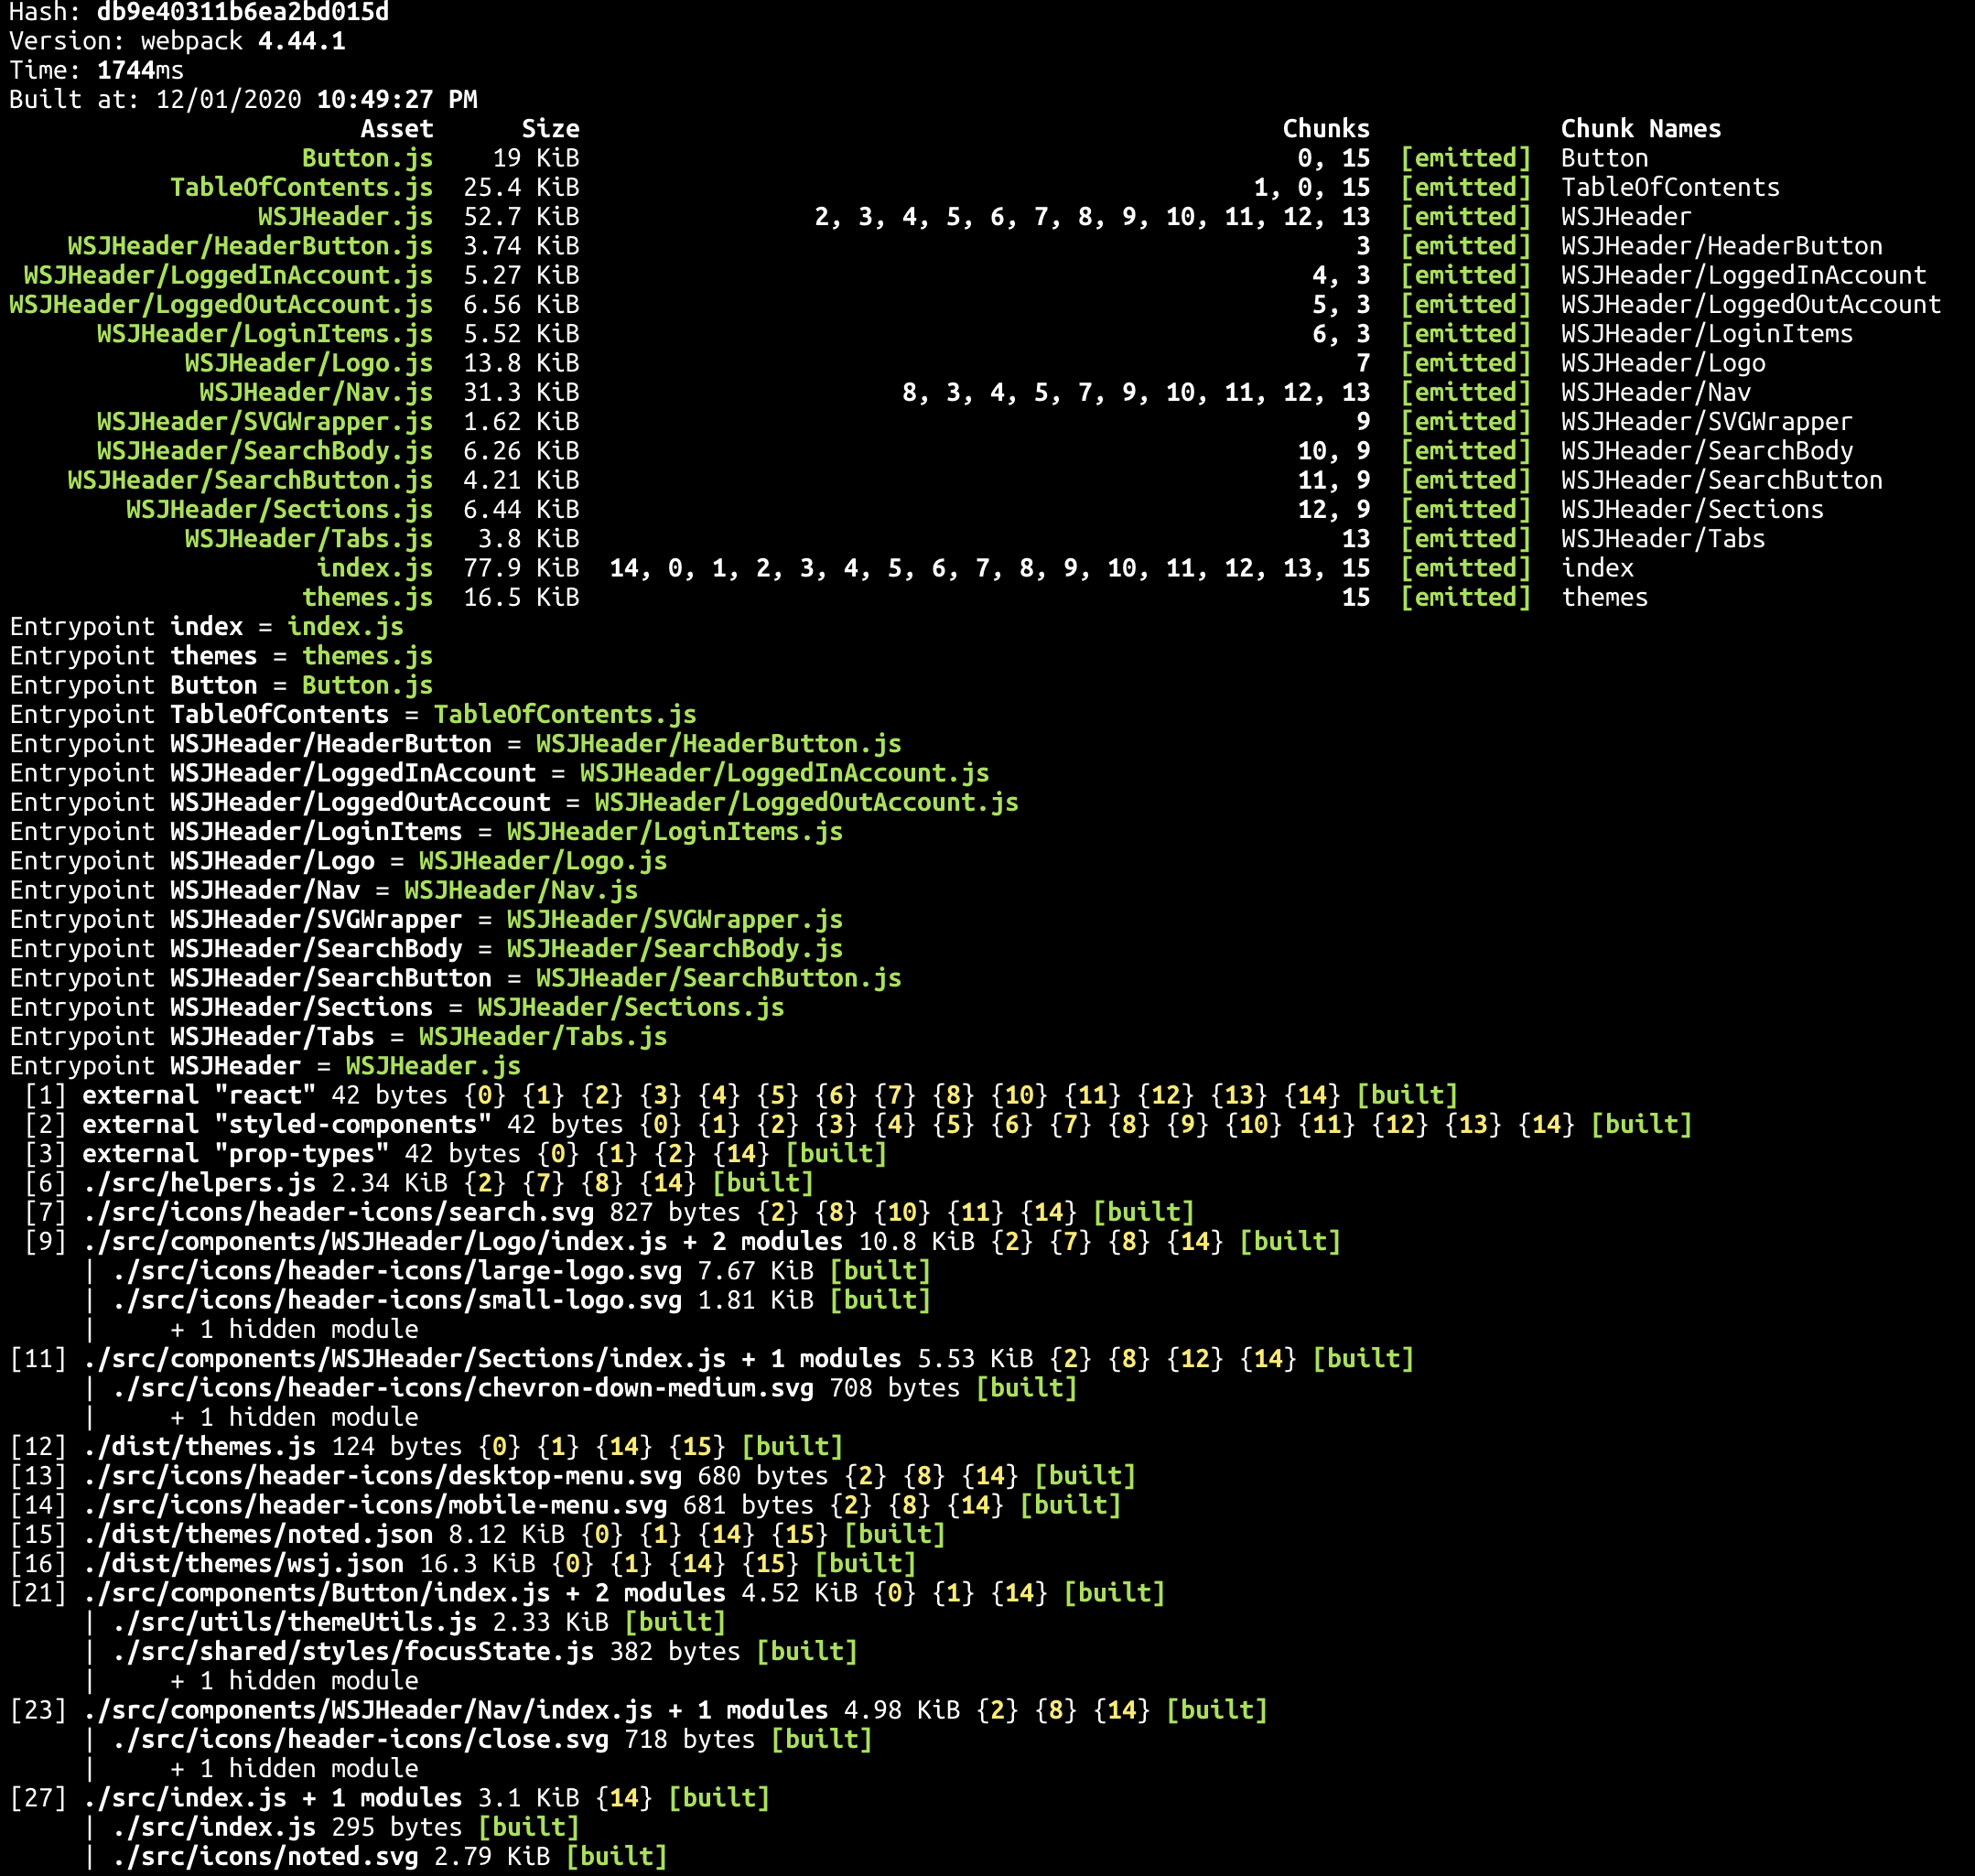 Hash: db9e40311b6ea2bd015d
Version: webpack 4.44.1
Time: 1744ms
Built at: 12/01/2020 10:49:27 PM
Asset Size Chunks Chunk Names
Button.js 19 KiB 0, 15 [emitted] Button
TableOfContents.js 25.4 KiB 1, 0, 15 [emitted] TableOfContents
WSJHeader.js 52.7 KiB 2, 3, 4, 5, 6, 7, 8, 9, 10, 11, 12, 13 [emitted] WSJHeader
WSJHeader/HeaderButton.js 3.74 KiB 3 [emitted] WSJHeader/HeaderButton
WSJHeader/LoggedInAccount.js 5.27 KiB 4, 3 [emitted] WSJHeader/LoggedInAccount
WSJHeader/LoggedOutAccount.js 6.56 KiB 5, 3 [emitted] WSJHeader/LoggedOutAccount
WSJHeader/LoginItems.js 5.52 KiB 6, 3 [emitted] WSJHeader/LoginItems
WSJHeader/Logo.js 13.8 KiB 7 [emitted] WSJHeader/Logo
WSJHeader/Nav.js 31.3 KiB 8, 3, 4, 5, 7, 9, 10, 11, 12, 13 [emitted] WSJHeader/Nav
WSJHeader/SVGWrapper.js 1.62 KiB 9 [emitted] WSJHeader/SVGWrapper
WSJHeader/SearchBody.js 6.26 KiB 10, 9 [emitted] WSJHeader/SearchBody
WSJHeader/SearchButton.js 4.21 KiB 11, 9 [emitted] WSJHeader/SearchButton
WSJHeader/Sections.js 6.44 KiB 12, 9 [emitted] WSJHeader/Sections
WSJHeader/Tabs.js 3.8 KiB 13 [emitted] WSJHeader/Tabs
index.js 77.9 KiB 14, 0, 1, 2, 3, 4, 5, 6, 7, 8, 9, 10, 11, 12, 13, 15 [emitted] index
themes.js 16.5 KiB 15 [emitted] themes
Entrypoint index = index.js
Entrypoint themes = themes.js
Entrypoint Button = Button.js
Entrypoint TableOfContents = TableOfContents.js
Entrypoint WSJHeader/HeaderButton = WSJHeader/HeaderButton.js
Entrypoint WSJHeader/LoggedInAccount = WSJHeader/LoggedInAccount.js
Entrypoint WSJHeader/LoggedOutAccount = WSJHeader/LoggedOutAccount.js
Entrypoint WSJHeader/LoginItems = WSJHeader/LoginItems.js
Entrypoint WSJHeader/Logo = WSJHeader/Logo.js
Entrypoint WSJHeader/Nav = WSJHeader/Nav.js
Entrypoint WSJHeader/SVGWrapper = WSJHeader/SVGWrapper.js
Entrypoint WSJHeader/SearchBody = WSJHeader/SearchBody.js
Entrypoint WSJHeader/SearchButton = WSJHeader/SearchButton.js
Entrypoint WSJHeader/Sections = WSJHeader/Sections.js
Entrypoint WSJHeader/Tabs = WSJHeader/Tabs.js
Entrypoint WSJHeader = WSJHeader.js
[1] external "react" 42 bytes {0} {1} {2} {3} {4} {5} {6} {7} {8} {10} {11} {12} {13} {14} [built]
[2] external "styled-components" 42 bytes {0} {1} {2} {3} {4} {5} {6} {7} {8} {9} {10} {11} {12} {13} {14} [built]
[3] external "prop-types" 42 bytes {0} {1} {2} {14} [built]
[6] ./src/helpers.js 2.34 KiB {2} {7} {8} {14} [built]
[7] ./src/icons/header-icons/search.svg 827 bytes {2} {8} {10} {11} {14} [built]
[9] ./src/components/WSJHeader/Logo/index.js + 2 modules 10.8 KiB {2} {7} {8} {14} [built]
| ./src/icons/header-icons/large-logo.svg 7.67 KiB [built]
| ./src/icons/header-icons/small-logo.svg 1.81 KiB [built]
| + 1 hidden module
[11] ./src/components/WSJHeader/Sections/index.js + 1 modules 5.53 KiB {2} {8} {12} {14} [built]
| ./src/icons/header-icons/chevron-down-medium.svg 708 bytes [built]
| + 1 hidden module
[12] ./dist/themes.js 124 bytes {0} {1} {14} {15} [built]
[13] ./src/icons/header-icons/desktop-menu.svg 680 bytes {2} {8} {14} [built]
[14] ./src/icons/header-icons/mobile-menu.svg 681 bytes {2} {8} {14} [built]
[15] ./dist/themes/noted.json 8.12 KiB {0} {1} {14} {15} [built]
[16] ./dist/themes/wsj.json 16.3 KiB {0} {1} {14} {15} [built]
[21] ./src/components/Button/index.js + 2 modules 4.52 KiB {0} {1} {14} [built]
| ./src/utils/themeUtils.js 2.33 KiB [built]
| ./src/shared/styles/focusState.js 382 bytes [built]
| + 1 hidden module
[23] ./src/components/WSJHeader/Nav/index.js + 1 modules 4.98 KiB {2} {8} {14} [built]
| ./src/icons/header-icons/close.svg 718 bytes [built]
| + 1 hidden module
[27] ./src/index.js + 1 modules 3.1 KiB {14} [built]
| ./src/index.js 295 bytes [built]
| ./src/icons/noted.svg 2.79 KiB [built]